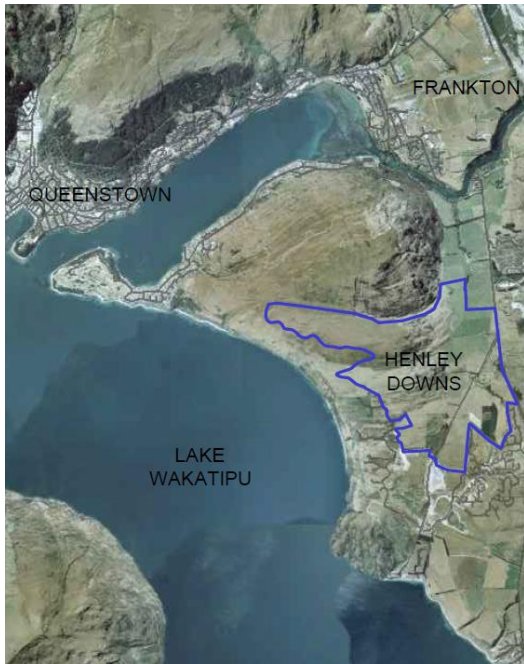 FRANKTON
QUEENSTOWN
HENLEY
DOWNS
LAKE
WAKATIPU